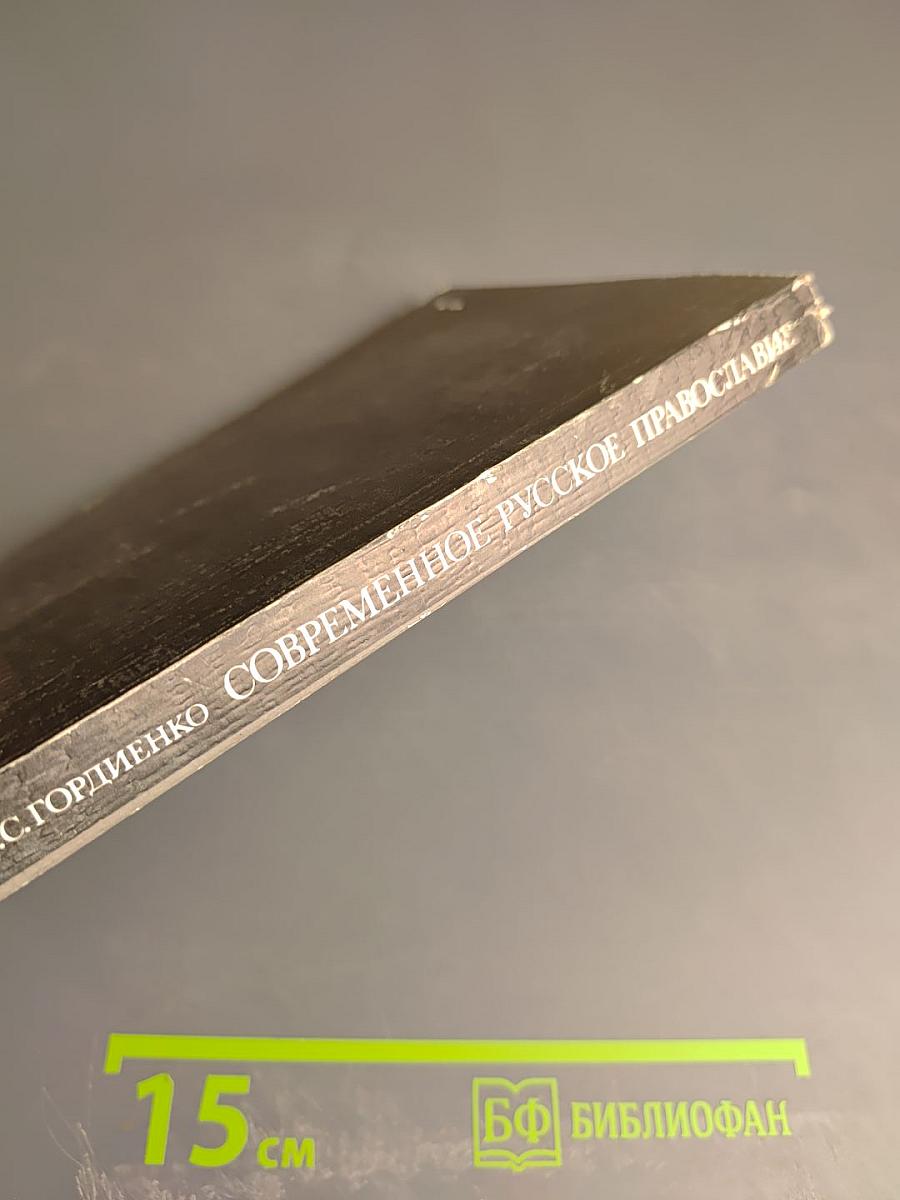 .С. ГОРДИЕНКО СОВРЕМЕННОЕ РУССКОЕ ПРАВОСЛАВИЕ
15 см
БФ БИБЛИОФАН